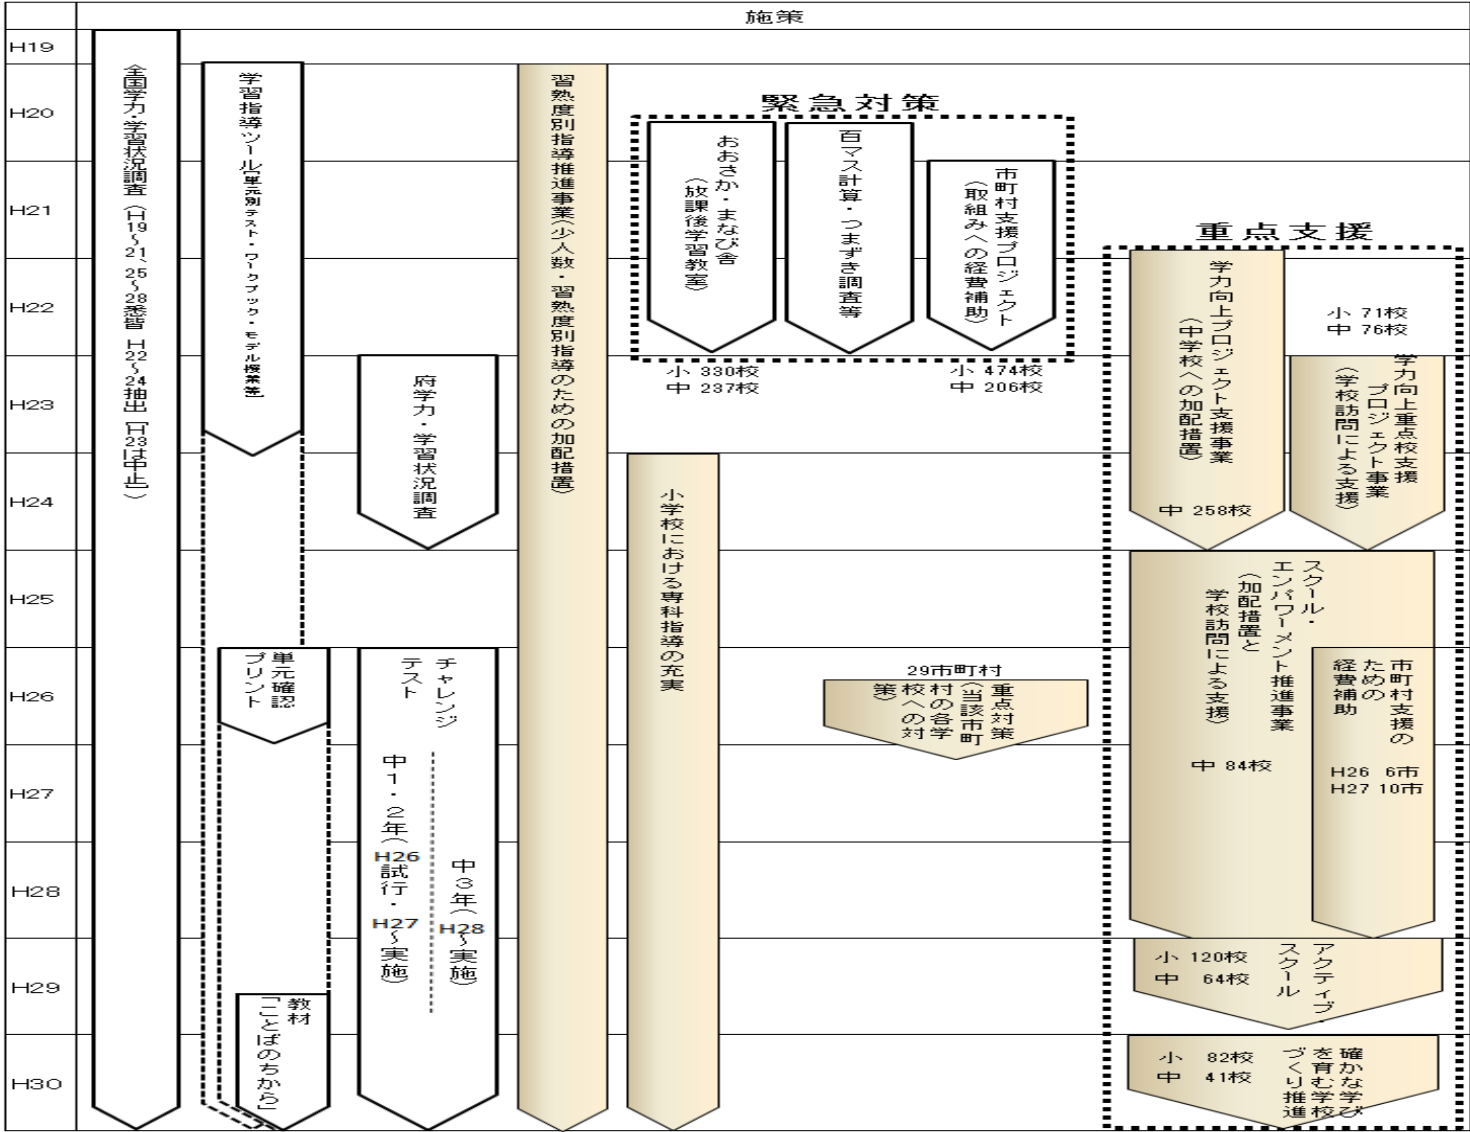 施策
H19
H20
H21
H22
H23
H24
H25
H26
H27
H28
H29
H30
全国学力・学習状況調査（H19～21、25～28悉皆 H22～24抽出［H23は中止］）
学習指導ツール［単元別テスト・ワークブック・モデル授業等］
単元確認
プリント
教材
「ことばのちから」
府学力・学習状況調査
チャレンジ
テスト
中1・2年（H26試行・H27～実施）
中3年（H28～実施）
習熟度別指導推進事業（少人数・習熟度別指導のための加配措置）
小学校における専科指導の充実
緊急対策
おおさか・まなび舎
（放課後学習教室）
小 330校
中 237校
百マス計算・つまずき調査等
市町村支援プロジェクト
（取組みへの経費補助）
小 474校
中 206校
29市町村
重点対策
（当該市町
村の各学
校への対
策）
重点支援
学力向上プロジェクト支援事業
（中学校への加配措置）
中 258校
小 71校
中 76校
学力向上重点校支援
プロジェクト事業
（学校訪問による支援）
スクール・
エンパワーメント推進事業
（加配措置と
学校訪問による支援）
中 84校
市町村支援の
ための
経費補助
H26 6市
H27 10市
アクティブ・
スクール
小 120校
中 64校
確かな学び
を育む学校
づくり推進
小 82校
中 41校